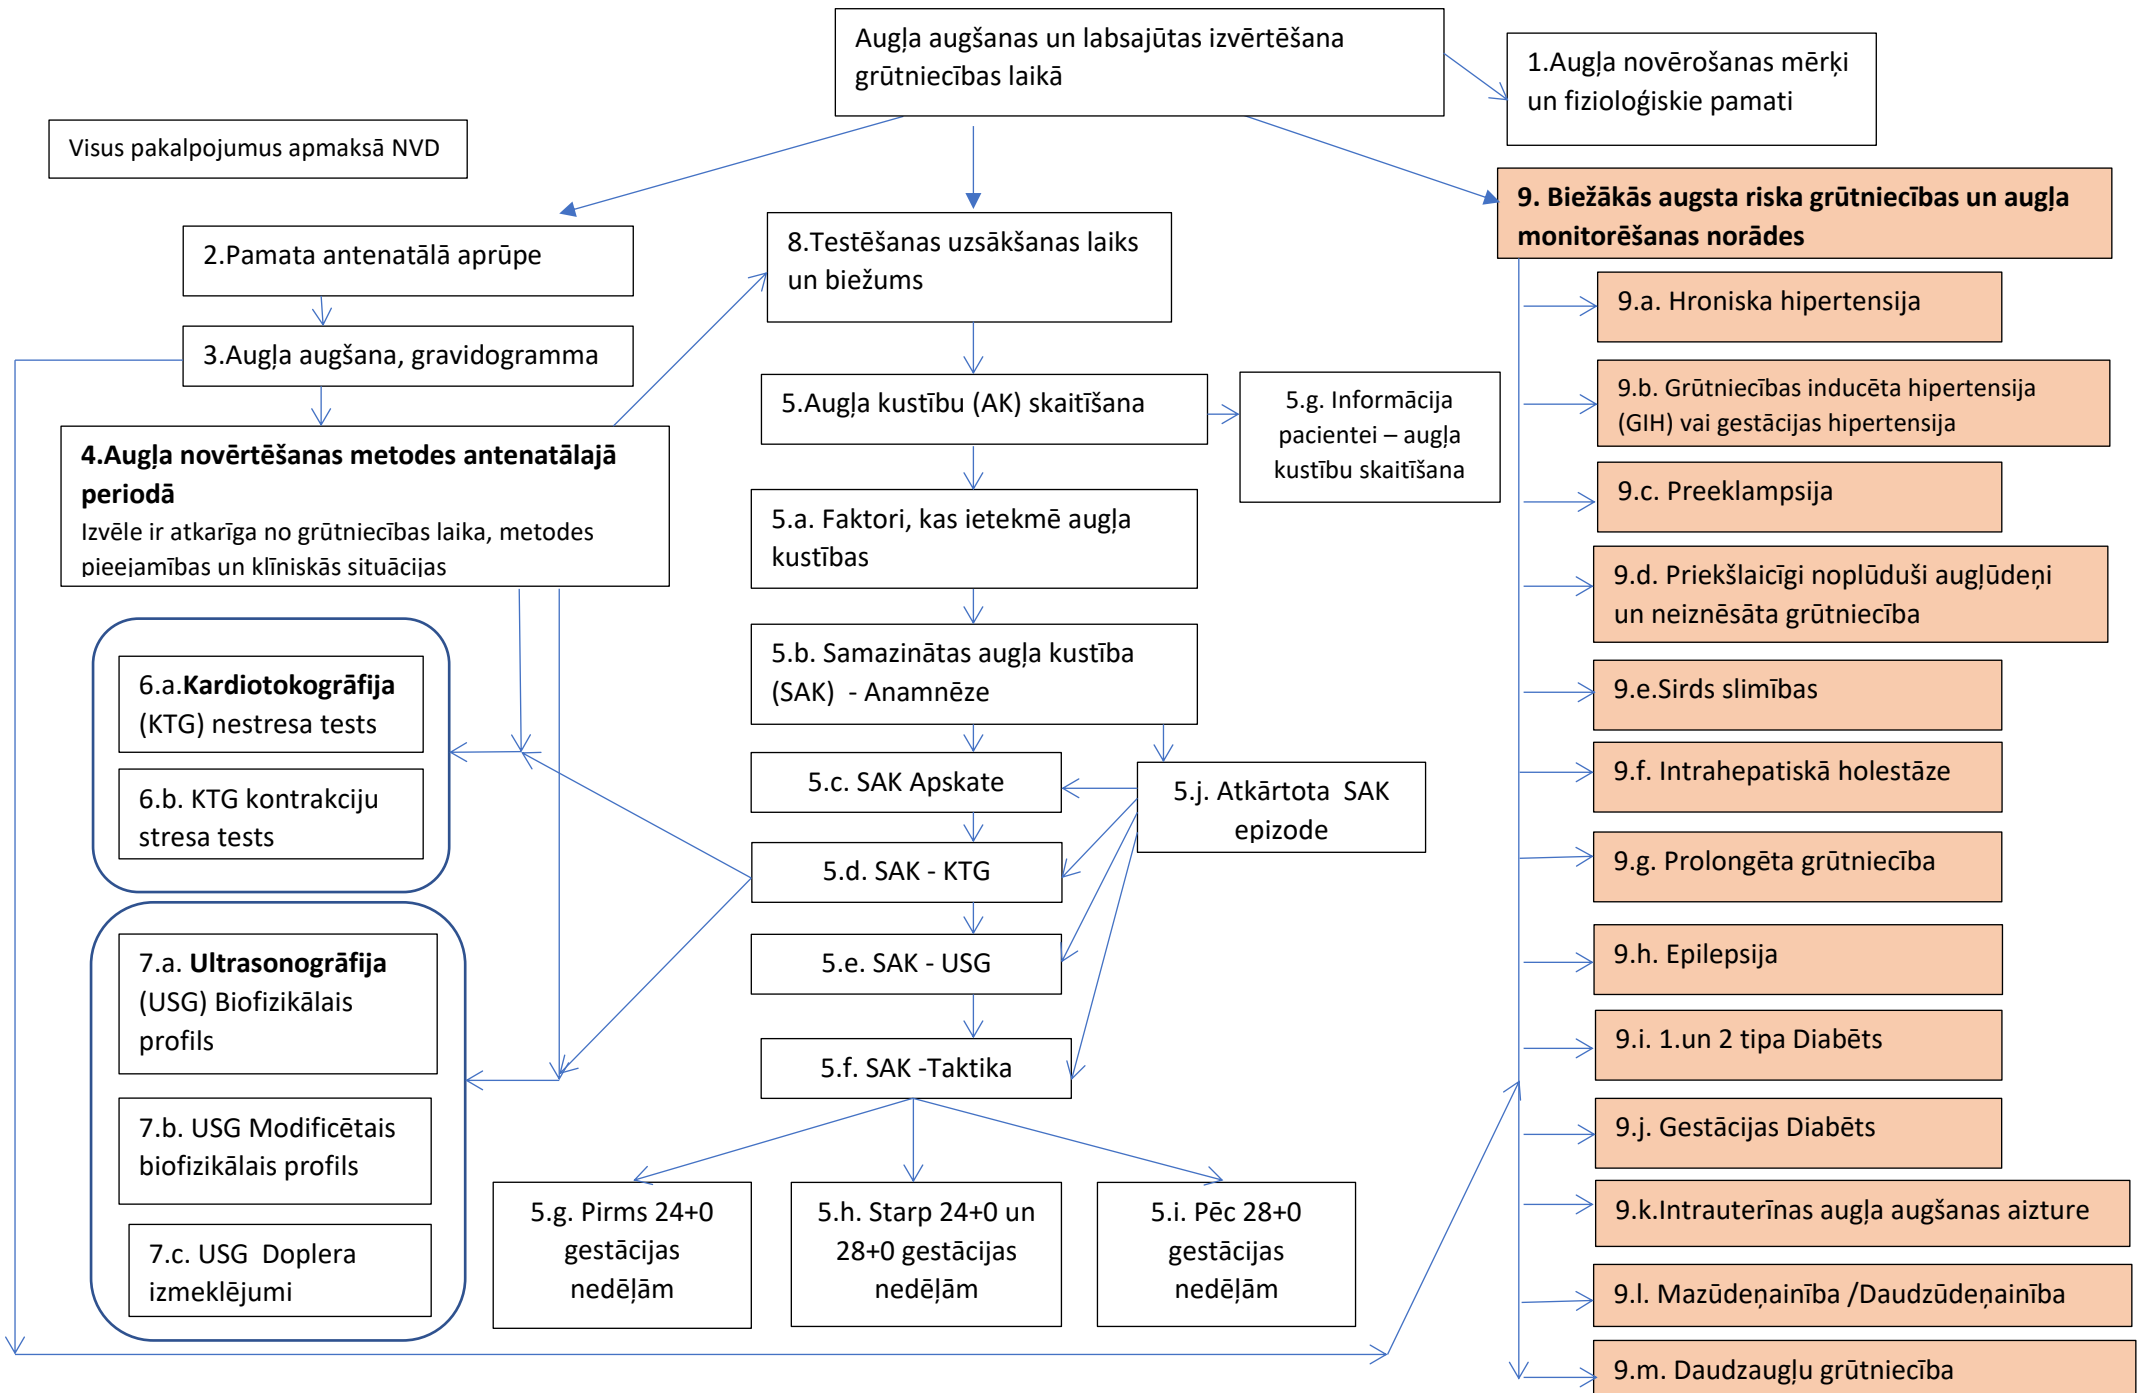 Augļa augšanas un labsajūtas izvērtēšana
grūtniecības laikā
1.Augļa novērošanas mērķi
un fizioloģiskie pamati
Visus pakalpojumus apmaksā NVD
2.Pamata antenatālā aprūpe
3.Augļa augšana, gravidogramma
4.Augļa novērtēšanas metodes antenatālajā
periodā
Izvēle ir atkarīga no grūtniecības laika, metodes
pieejamības un klīniskās situācijas
6.a.Kardiotokogrāfija
(KTG) nestresa tests
6.b. KTG kontrakciju
stresa tests
7.a. Ultrasonogrāfija
(USG) Biofizikālais
profils
7.b. USG Modificētais
biofizikālais profils
7.c. USG Doplera
izmeklējumi
8.Testēšanas uzsākšanas laiks
un biežums
5.Augļa kustību (AK) skaitīšana
5.g. Informācija
pacientei – augļa
kustību skaitīšana
5.a. Faktori, kas ietekmē augļa
kustības
5.b. Samazinātas augļa kustība
(SAK) - Anamnēze
5.c. SAK Apskate
5.j. Atkārtota SAK
epizode
5.d. SAK - KTG
5.e. SAK - USG
5.f. SAK -Taktika
5.g. Pirms 24+0
gestācijas
nedēļām
5.h. Starp 24+0 un
28+0 gestācijas
nedēļām
5.i. Pēc 28+0
gestācijas
nedēļām
9. Biežākās augsta riska grūtniecības un augļa
monitorēšanas norādes
9.a. Hroniska hipertensija
9.b. Grūtniecības inducēta hipertensija
(GIH) vai gestācijas hipertensija
9.c. Preeklampsija
9.d. Priekšlaicīgi noplūduši augļūdeņi
un neiznēsāta grūtniecība
9.e.Sirds slimības
9.f. Intrahepatiskā holestāze
9.g. Prolongēta grūtniecība
9.h. Epilepsija
9.i. 1.un 2 tipa Diabēts
9.j. Gestācijas Diabēts
9.k.Intrauterīnas augļa augšanas aizture
9.l. Mazūdeņainība /Daudzūdeņainība
9.m. Daudzaugļu grūtniecība